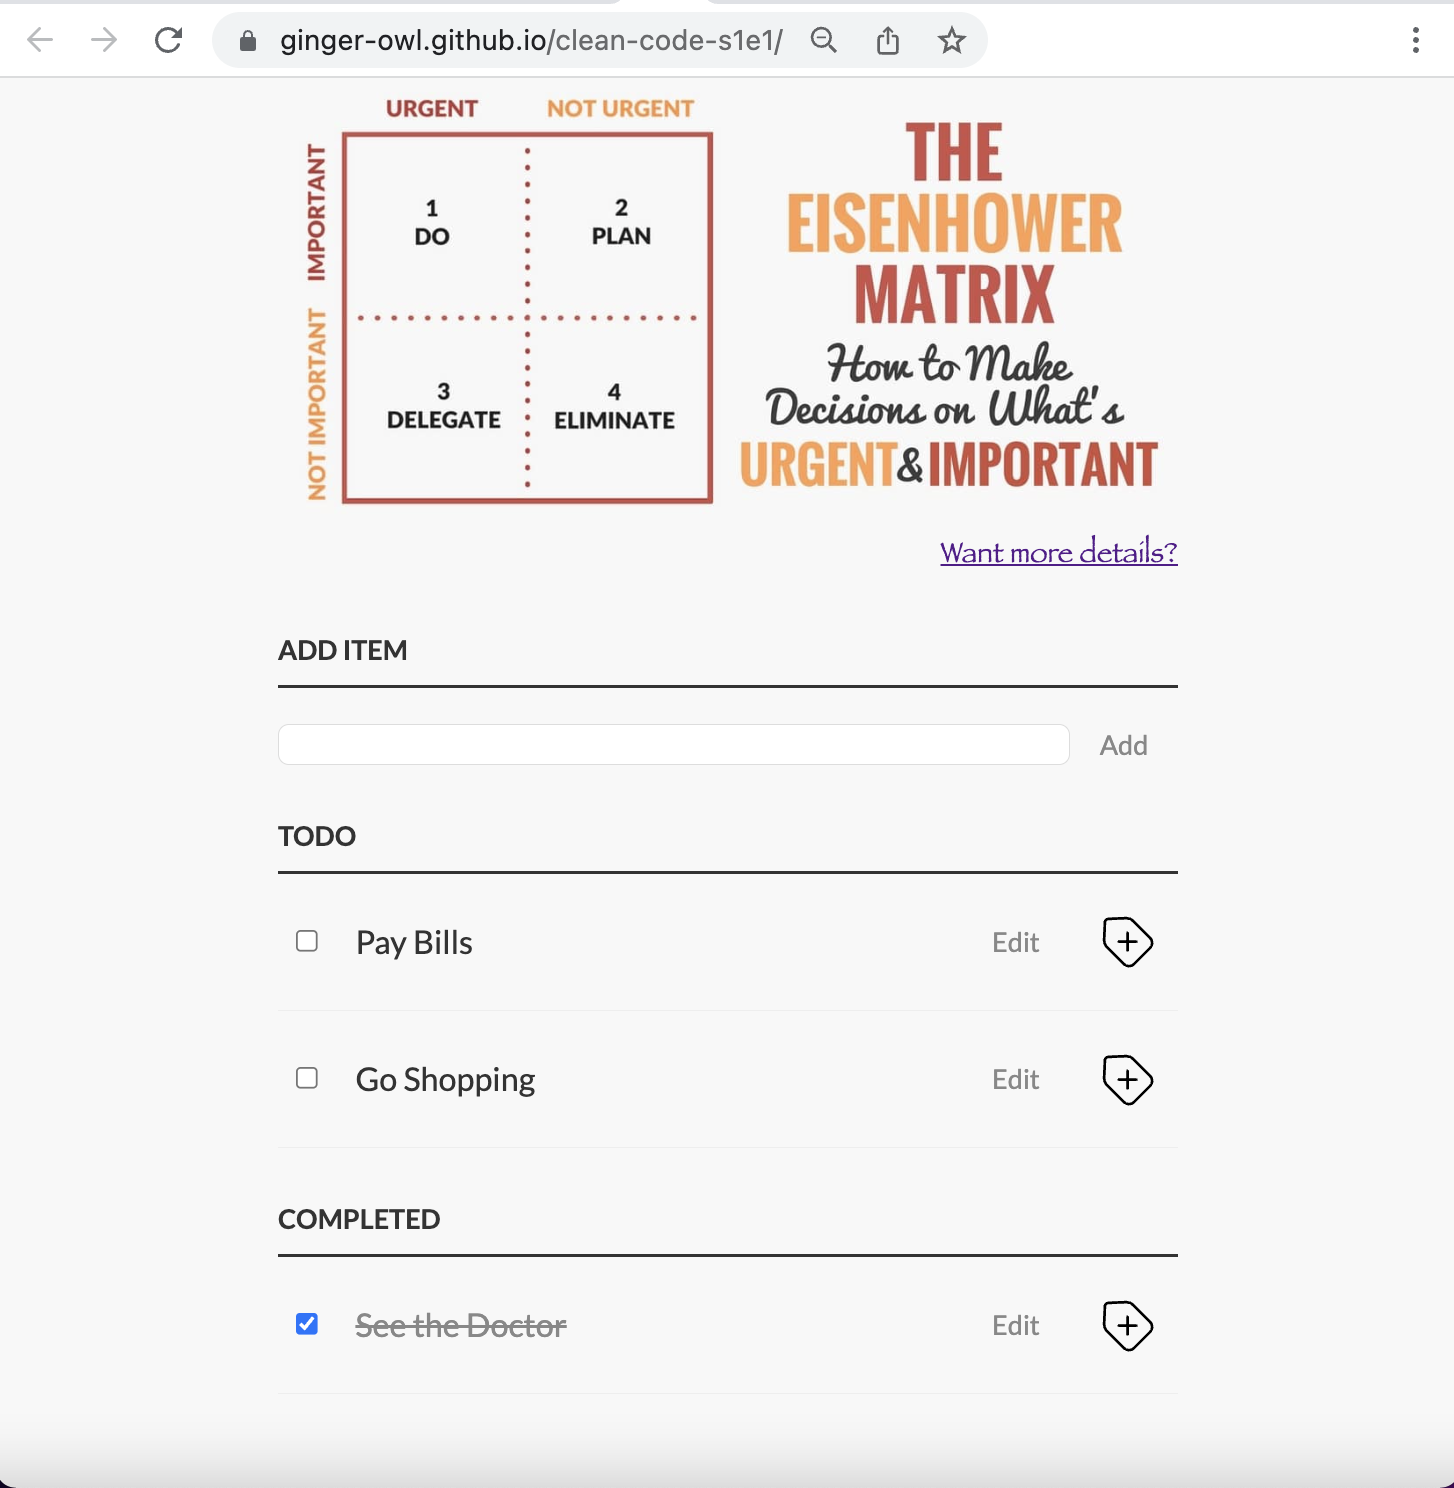 ginger-owl.github.io/clean-code-s1e1/
URGENT NOT URGENT
IMPORTANT
NOT IMPORTANT
1
DO
2
PLAN
3
DELEGATE
4
ELIMINATE
THE
EISENHOWER
MATRIX
How to Make
Decisions on What's
URGENT&IMPORTANT
Want more details?
ADD ITEM
Add
TODO
Pay Bills Edit
Go Shopping Edit
COMPLETED
See the Doctor Edit